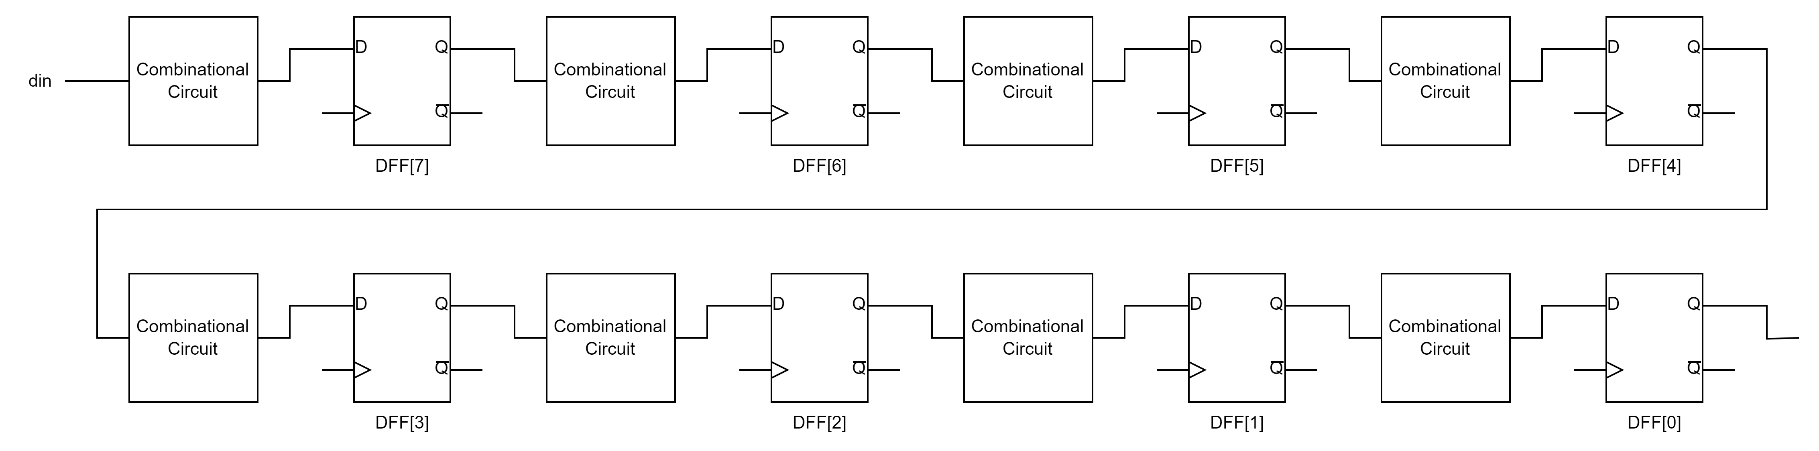 din
Combinational
Circuit
D
Q
Q̅
DFF[7]
Combinational
Circuit
D
Q
Q̅
DFF[6]
Combinational
Circuit
D
Q
Q̅
DFF[5]
Combinational
Circuit
D
Q
Q̅
DFF[4]
Combinational
Circuit
D
Q
Q̅
DFF[3]
Combinational
Circuit
D
Q
Q̅
DFF[2]
Combinational
Circuit
D
Q
Q̅
DFF[1]
Combinational
Circuit
D
Q
Q̅
DFF[0]